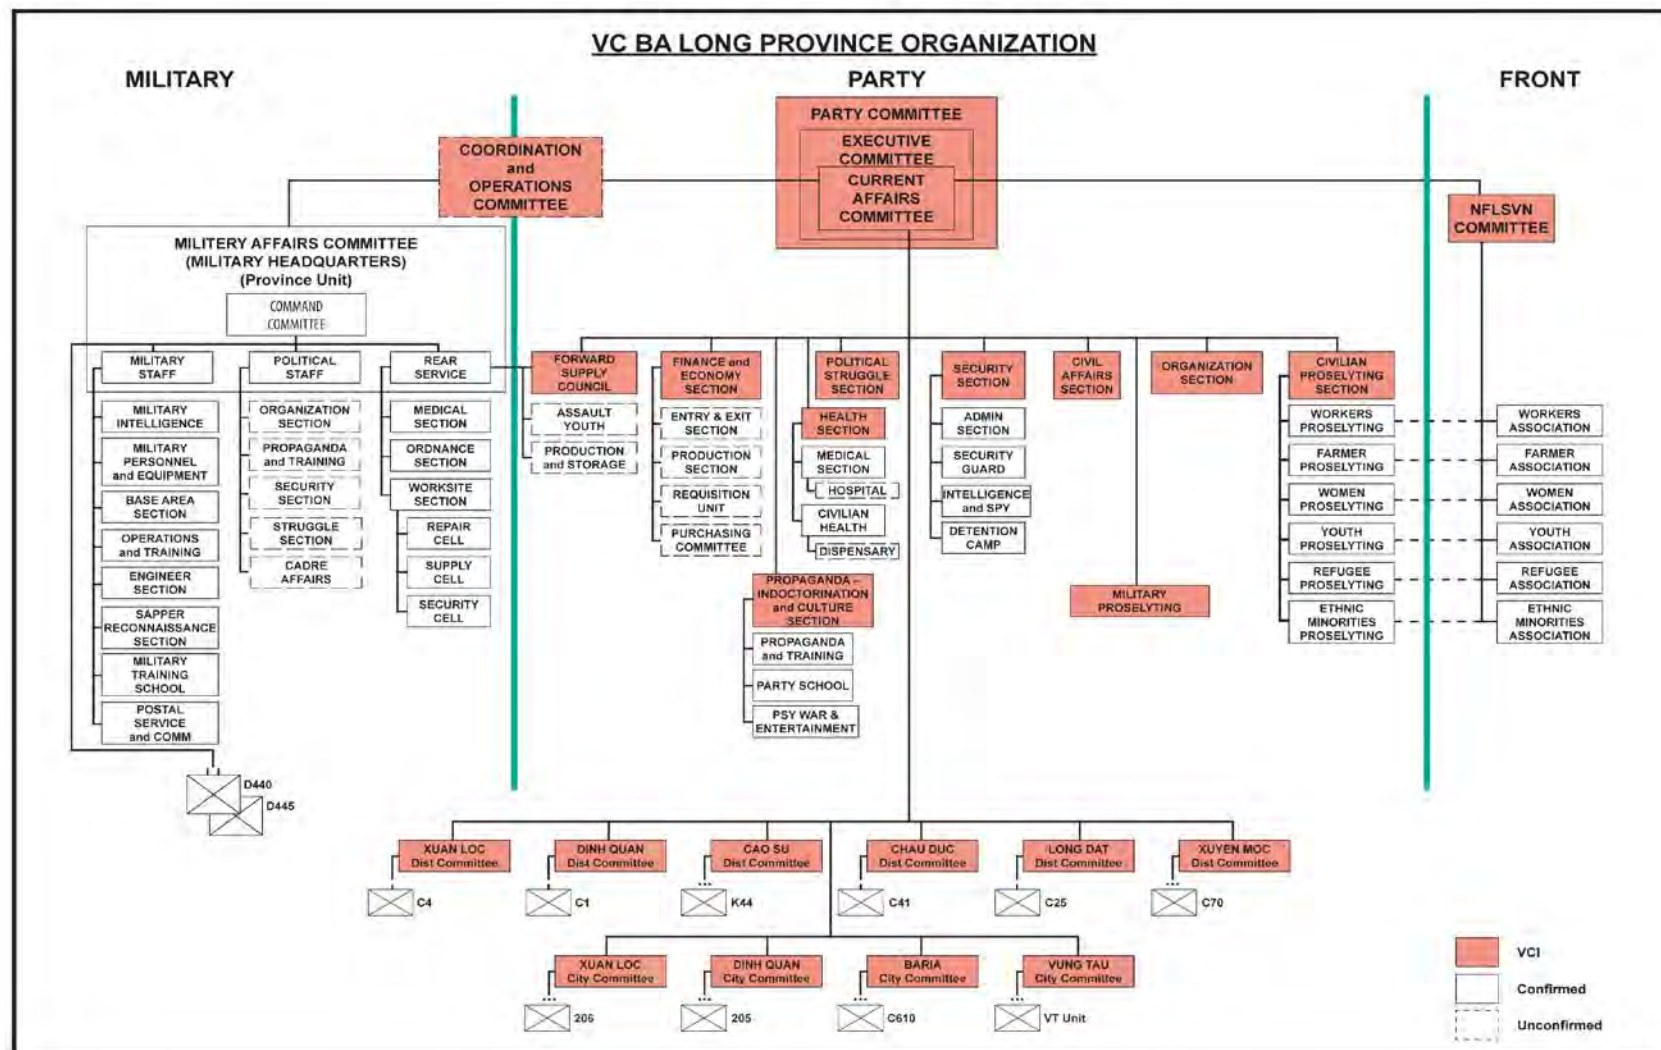 VC BA LONG PROVINCE ORGANIZATION
MILITARY
PARTY
FRONT
PARTY COMMITTEE
EXECUTIVE
COMMITTEE
CURRENT
AFFAIRS
COMMITTEE
COORDINATION
and
OPERATIONS
COMMITTEE
NFLSVN
COMMITTEE
MILITERY AFFAIRS COMMITTEE
(MILITARY HEADQUARTERS)
(Province Unit)
COMMAND
COMMITTEE
MILITARY
STAFF
MILITARY
INTELLIGENCE
MILITARY
PERSONNEL
and EQUIPMENT
BASE AREA
SECTION
OPERATIONS
and TRAINING
ENGINEER
SECTION
SAPPER
RECONNAISSANCE
SECTION
MILITARY
TRAINING
SCHOOL
POSTAL
SERVICE
and COMM
D440
D445
POLITICAL
STAFF
ORGANIZATION
SECTION
PROPAGANDA
and TRAINING
SECURITY
SECTION
STRUGGLE
SECTION
CADRE
AFFAIRS
REAR
SERVICE
MEDICAL
SECTION
ORDNANCE
SECTION
WORKSITE
SECTION
REPAIR
CELL
SUPPLY
CELL
SECURITY
CELL
FORWARD
SUPPLY
COUNCIL
ASSAULT
YOUTH
PRODUCTION
and STORAGE
FINANCE and
ECONOMY
SECTION
ENTRY & EXIT
SECTION
PRODUCTION
SECTION
REQUISITION
UNIT
PURCHASING
COMMITTEE
POLITICAL
STRUGGLE
SECTION
HEALTH
SECTION
MEDICAL
SECTION
HOSPITAL
CIVILIAN
HEALTH
DISPENSARY
PROPAGANDA –
INDOCTORINATION
and CULTURE
SECTION
PROPAGANDA
and TRAINING
PARTY SCHOOL
PSY WAR &
ENTERTAINMENT
SECURITY
SECTION
ADMIN
SECTION
SECURITY
GUARD
INTELLIGENCE
and SPY
DETENTION
CAMP
CIVIL
AFFAIRS
SECTION
MILITARY
PROSELYTING
ORGANIZATION
SECTION
CIVILIAN
PROSELYTING
SECTION
WORKERS
PROSELYTING
FARMER
PROSELYTING
WOMEN
PROSELYTING
YOUTH
PROSELYTING
REFUGEE
PROSELYTING
ETHNIC
MINORITIES
PROSELYTING
WORKERS
ASSOCIATION
FARMER
ASSOCIATION
WOMEN
ASSOCIATION
YOUTH
ASSOCIATION
REFUGEE
ASSOCIATION
ETHNIC
MINORITIES
ASSOCIATION
XUAN LOC
Dist Committee
C4
DINH QUAN
Dist Committee
C1
CAO SU
Dist Committee
K44
CHAU DUC
Dist Committee
C41
LONG DAT
Dist Committee
C25
XUYEN MOC
Dist Committee
C70
XUAN LOC
City Committee
206
DINH QUAN
City Committee
205
BARIA
City Committee
C610
VUNG TAU
City Committee
VT Unit
VCI
Confirmed
Unconfirmed